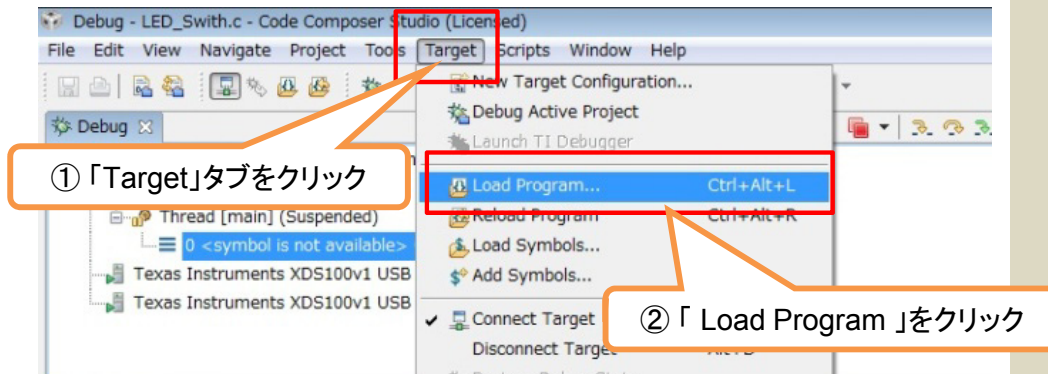 Debug - LED_Swith.c - Code Composer Studio (Licensed)
File Edit View Navigate Project Tools Target Scripts Window Help
New Target Configuration...
Debug Active Project
Launch TI Debugger
Debug
①「Target」タブをクリック
Load Program... Ctrl+Alt+L
Thread [main] (Suspended)
Reload Program Ctrl+Alt+R
0 <symbol is not available>
Load Symbols...
Texas Instruments XDS100v1 USB
Add Symbols...
Texas Instruments XDS100v1 USB
②「 Load Program 」をクリック
Connect Target
Disconnect Target